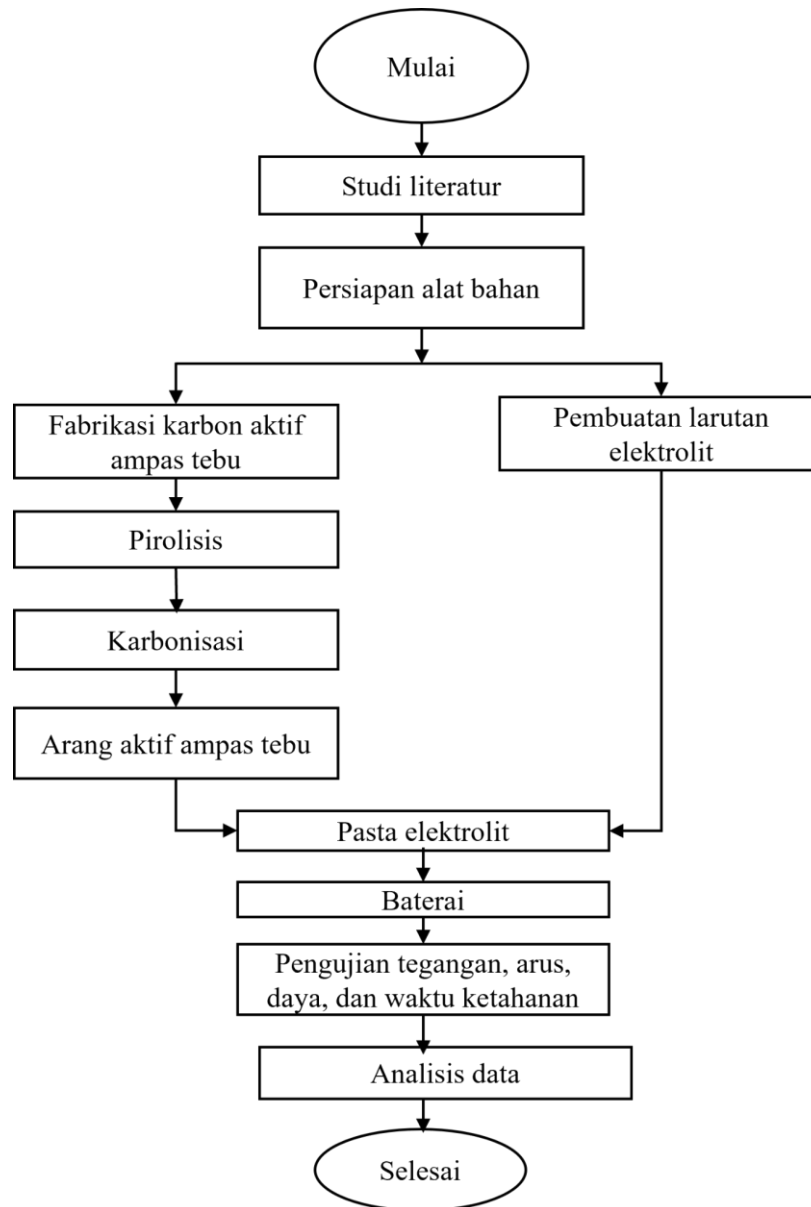 Mulai
Studi literatur
Persiapan alat bahan
Fabrikasi karbon aktif
ampas tebu
Pembuatan larutan
elektrolit
Pirolisis
Karbonisasi
Arang aktif ampas tebu
Pasta elektrolit
Baterai
Pengujian tegangan, arus,
daya, dan waktu ketahanan
Analisis data
Selesai